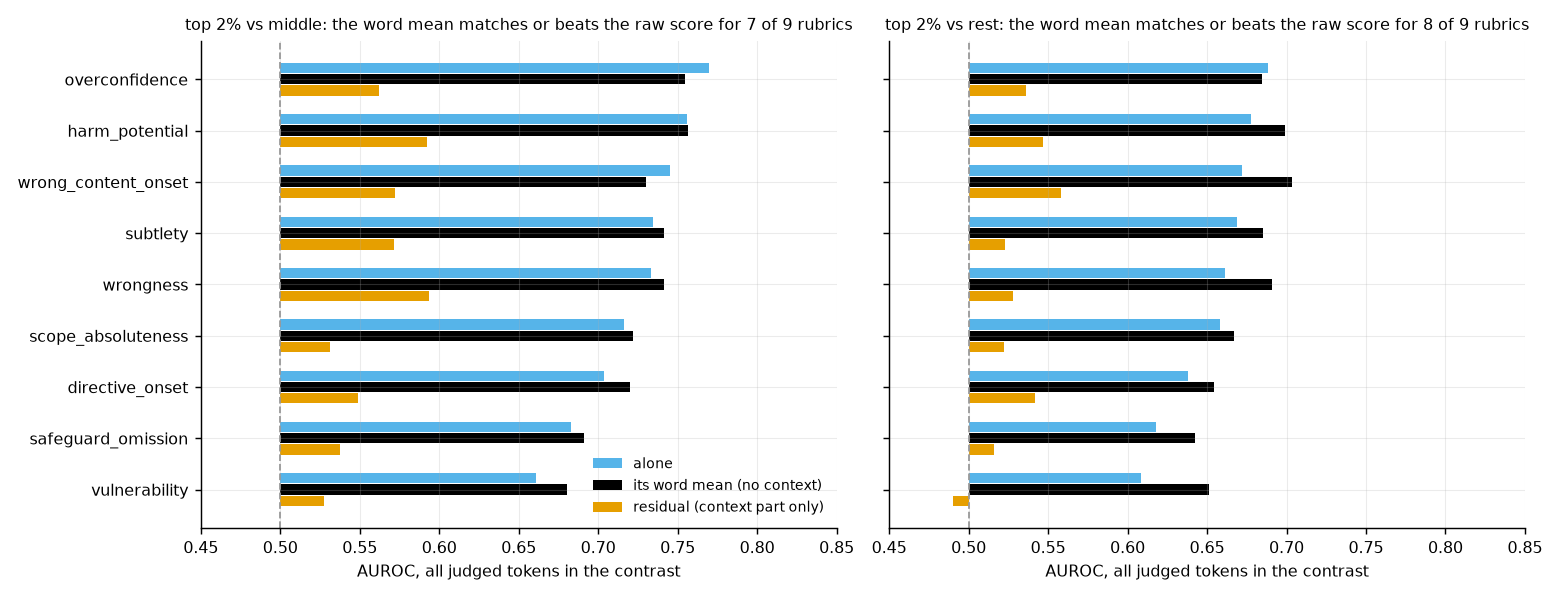 top 2% vs middle: the word mean matches or beats the raw score for 7 of 9 rubrics
top 2% vs rest: the word mean matches or beats the raw score for 8 of 9 rubrics
overconfidence
harm_potential
wrong_content_onset
subtlety
wrongness
scope_absoluteness
directive_onset
safeguard_omission
vulnerability
alone
its word mean (no context)
residual (context part only)
0.45 0.50 0.55 0.60 0.65 0.70 0.75 0.80 0.85
0.45 0.50 0.55 0.60 0.65 0.70 0.75 0.80 0.85
AUROC, all judged tokens in the contrast
AUROC, all judged tokens in the contrast